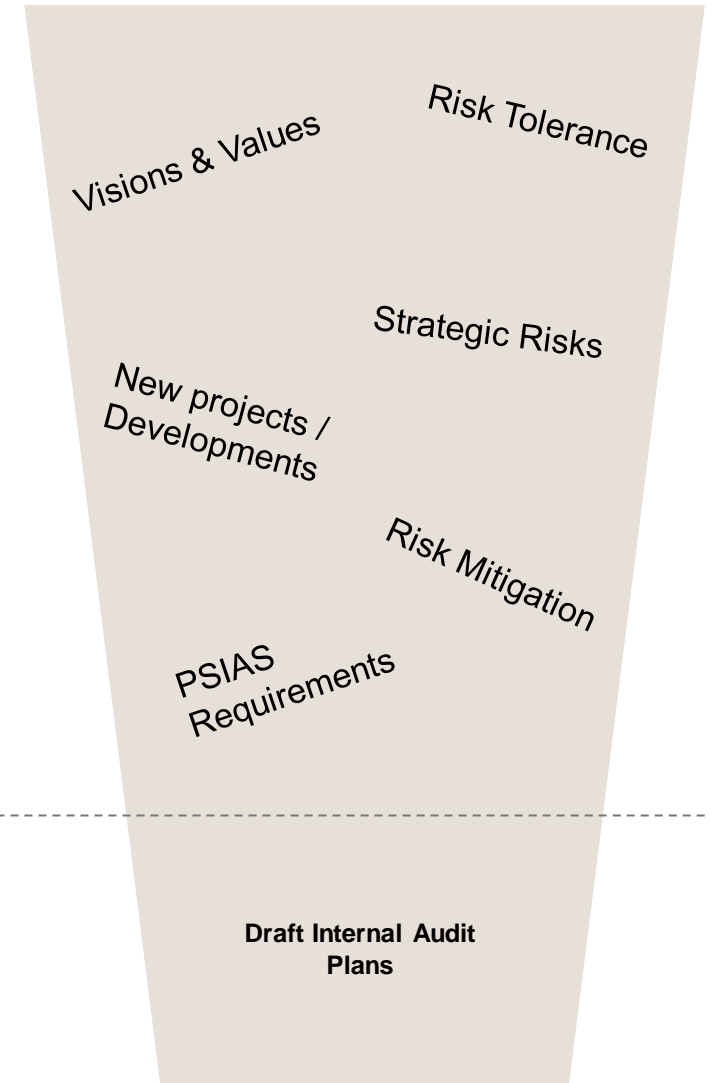 Visions & Values
Risk Tolerance
Strategic Risks
New projects /
Developments
Risk Mitigation
PSIAS
Requirements
Draft Internal Audit
Plans